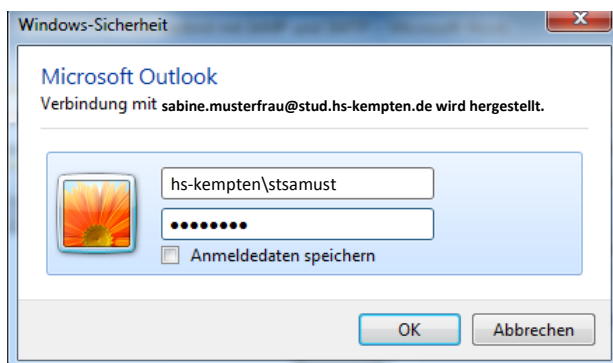 Windows-Sicherheit
Microsoft Outlook
Verbindung mit sabine.musterfrau@stud.hs-kempten.de wird hergestellt.
hs-kempten\stsamust
••••••••
Anmeldedaten speichern
OK
Abbrechen